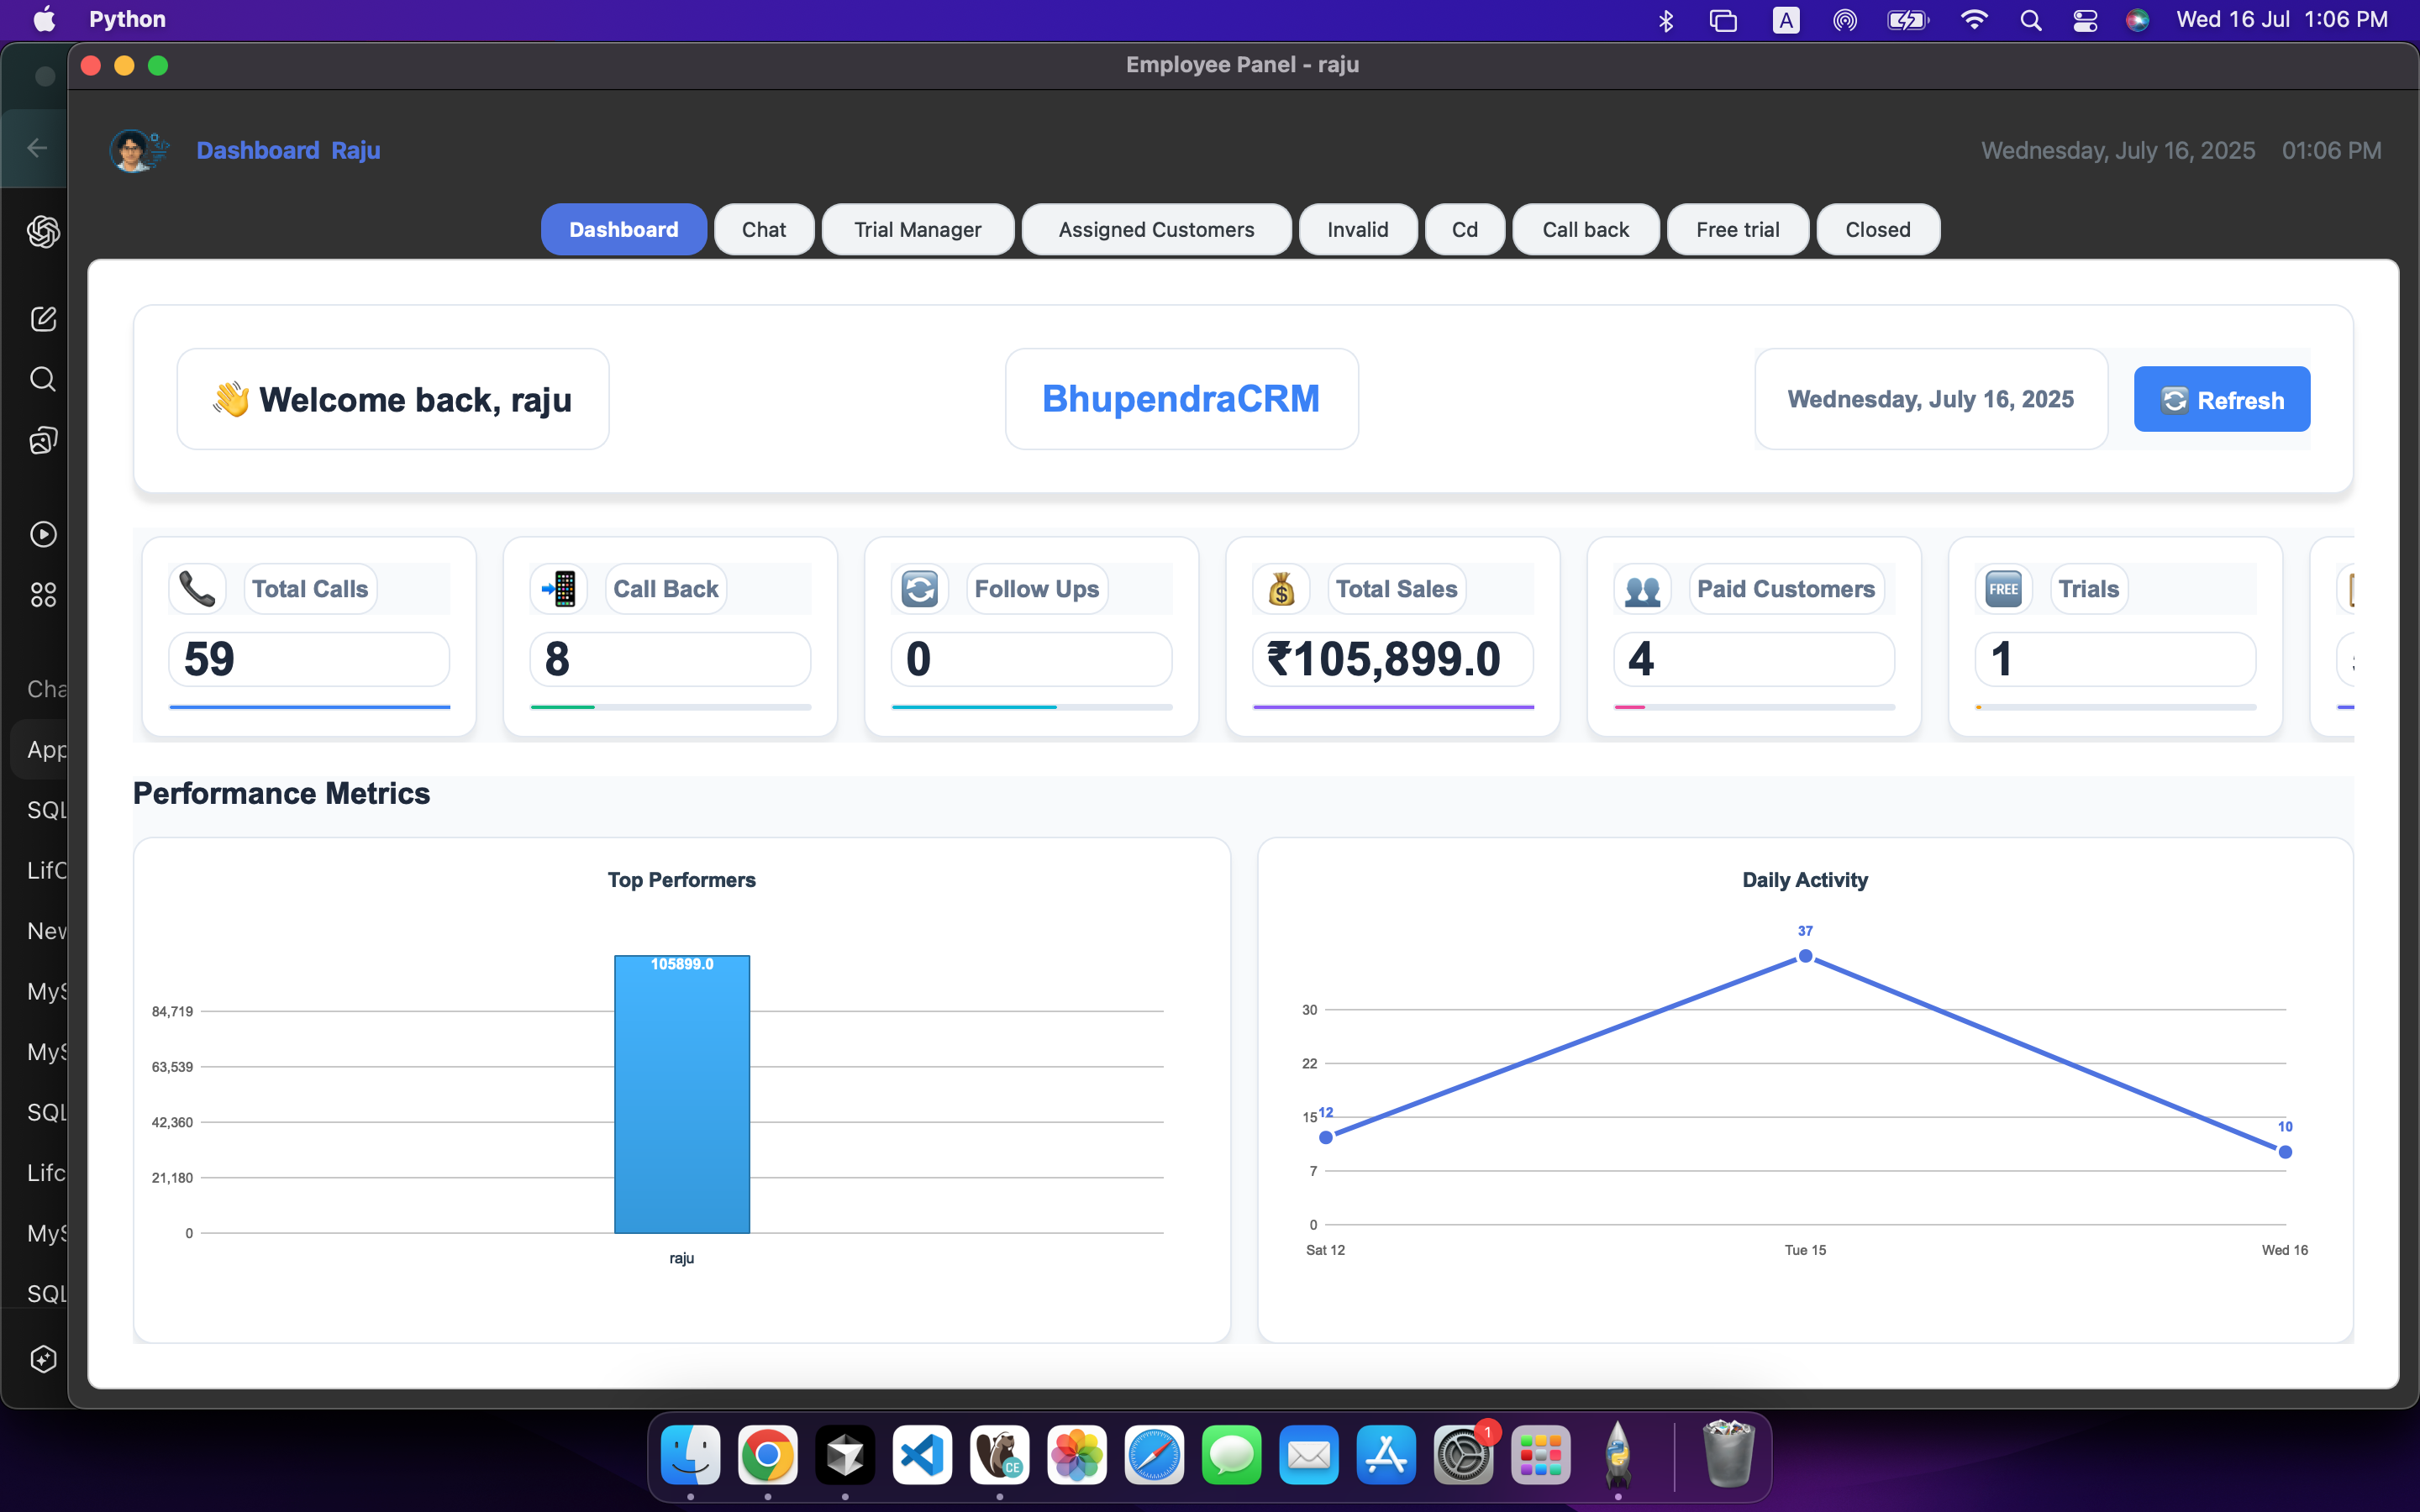 Python
A
Wed 16 Jul 1:06 PM
Employee Panel - raju
Dashboard Raju
Wednesday, July 16, 2025 01:06 PM
Dashboard
Chat
Trial Manager
Assigned Customers
Invalid
Cd
Call back
Free trial
Closed
👋 Welcome back, raju
BhupendraCRM
Wednesday, July 16, 2025
Refresh
Total Calls
59
Call Back
8
Follow Ups
0
Total Sales
₹105,899.0
Paid Customers
4
FREE
Trials
1
Cha
App
SQL
LifC
New
MyS
MyS
SQL
Lifc
MyS
SQL
Performance Metrics
Top Performers
105899.0
84,719
63,539
42,360
21,180
0
raju
Daily Activity
37
30
22
15
12
10
7
0
Sat 12
Tue 15
Wed 16
CE
1